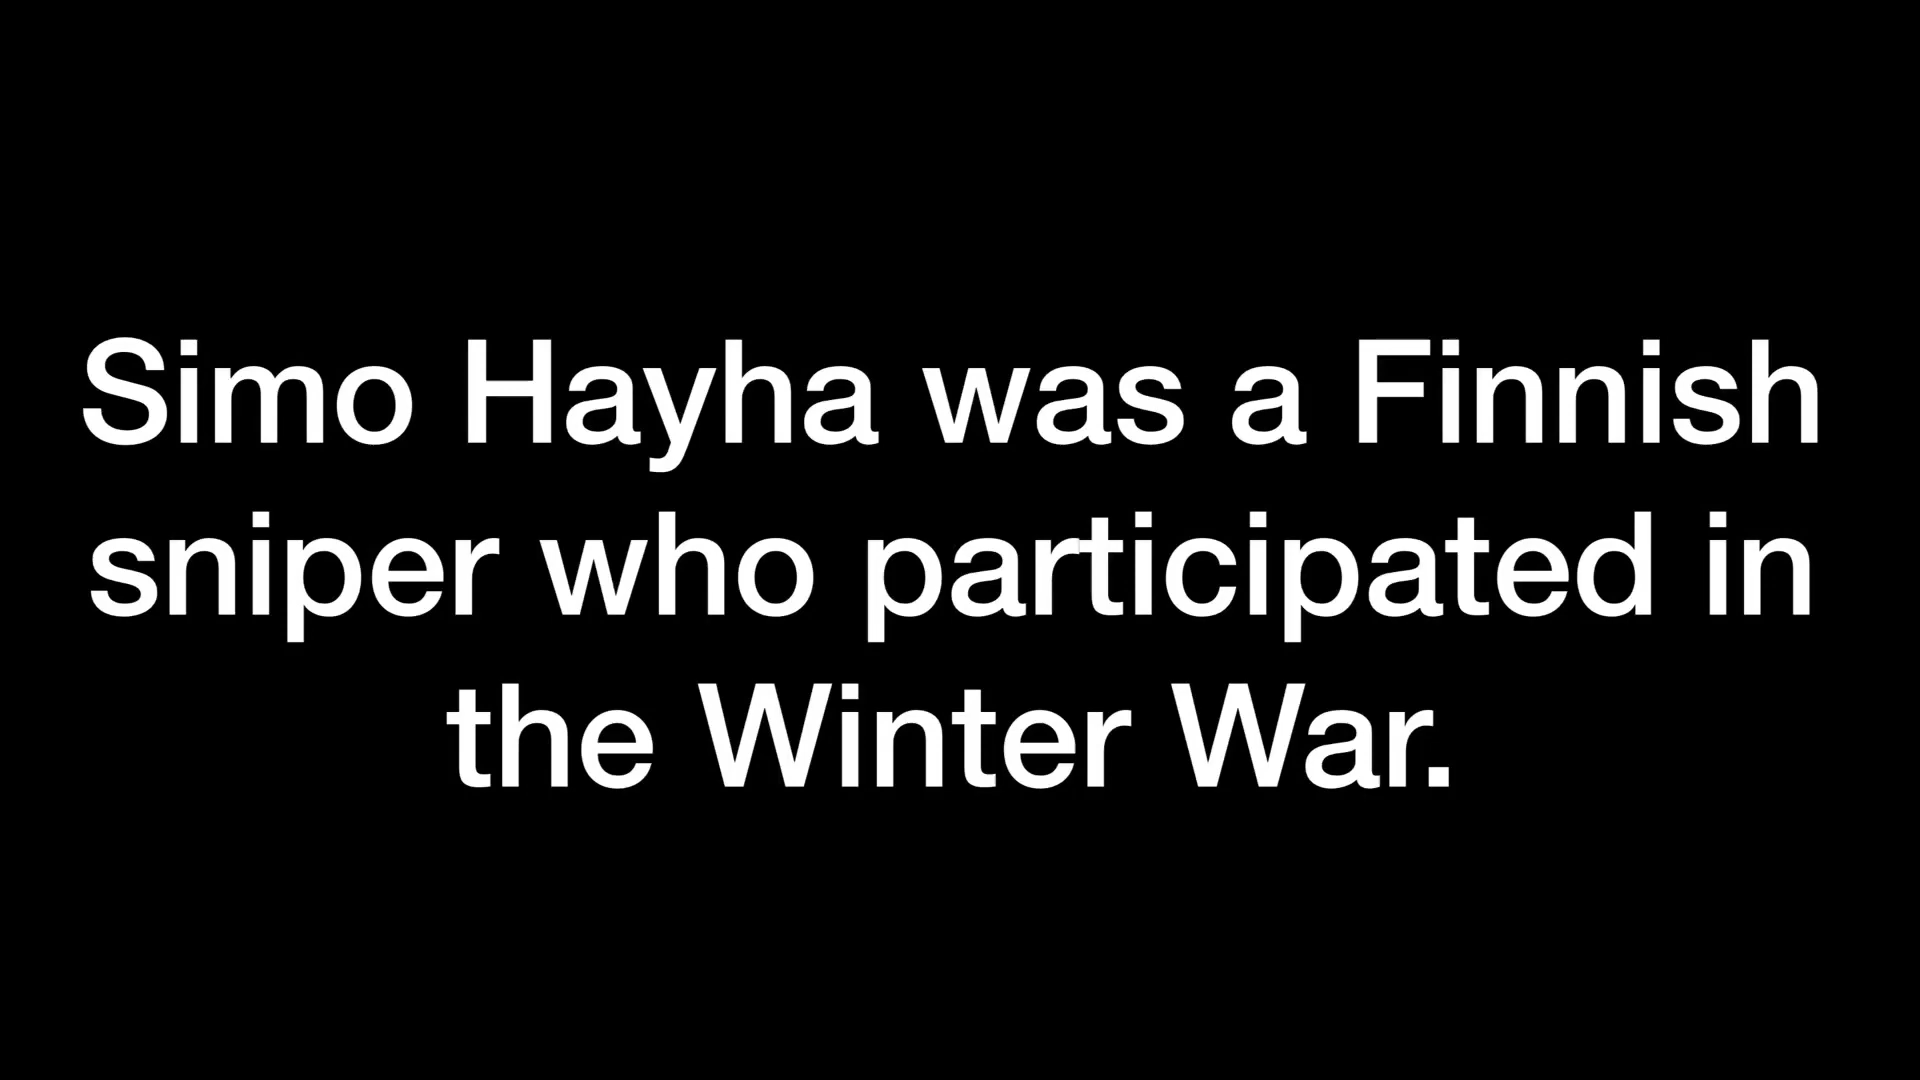 Simo Hayha was a Finnish
sniper who participated in
the Winter War.